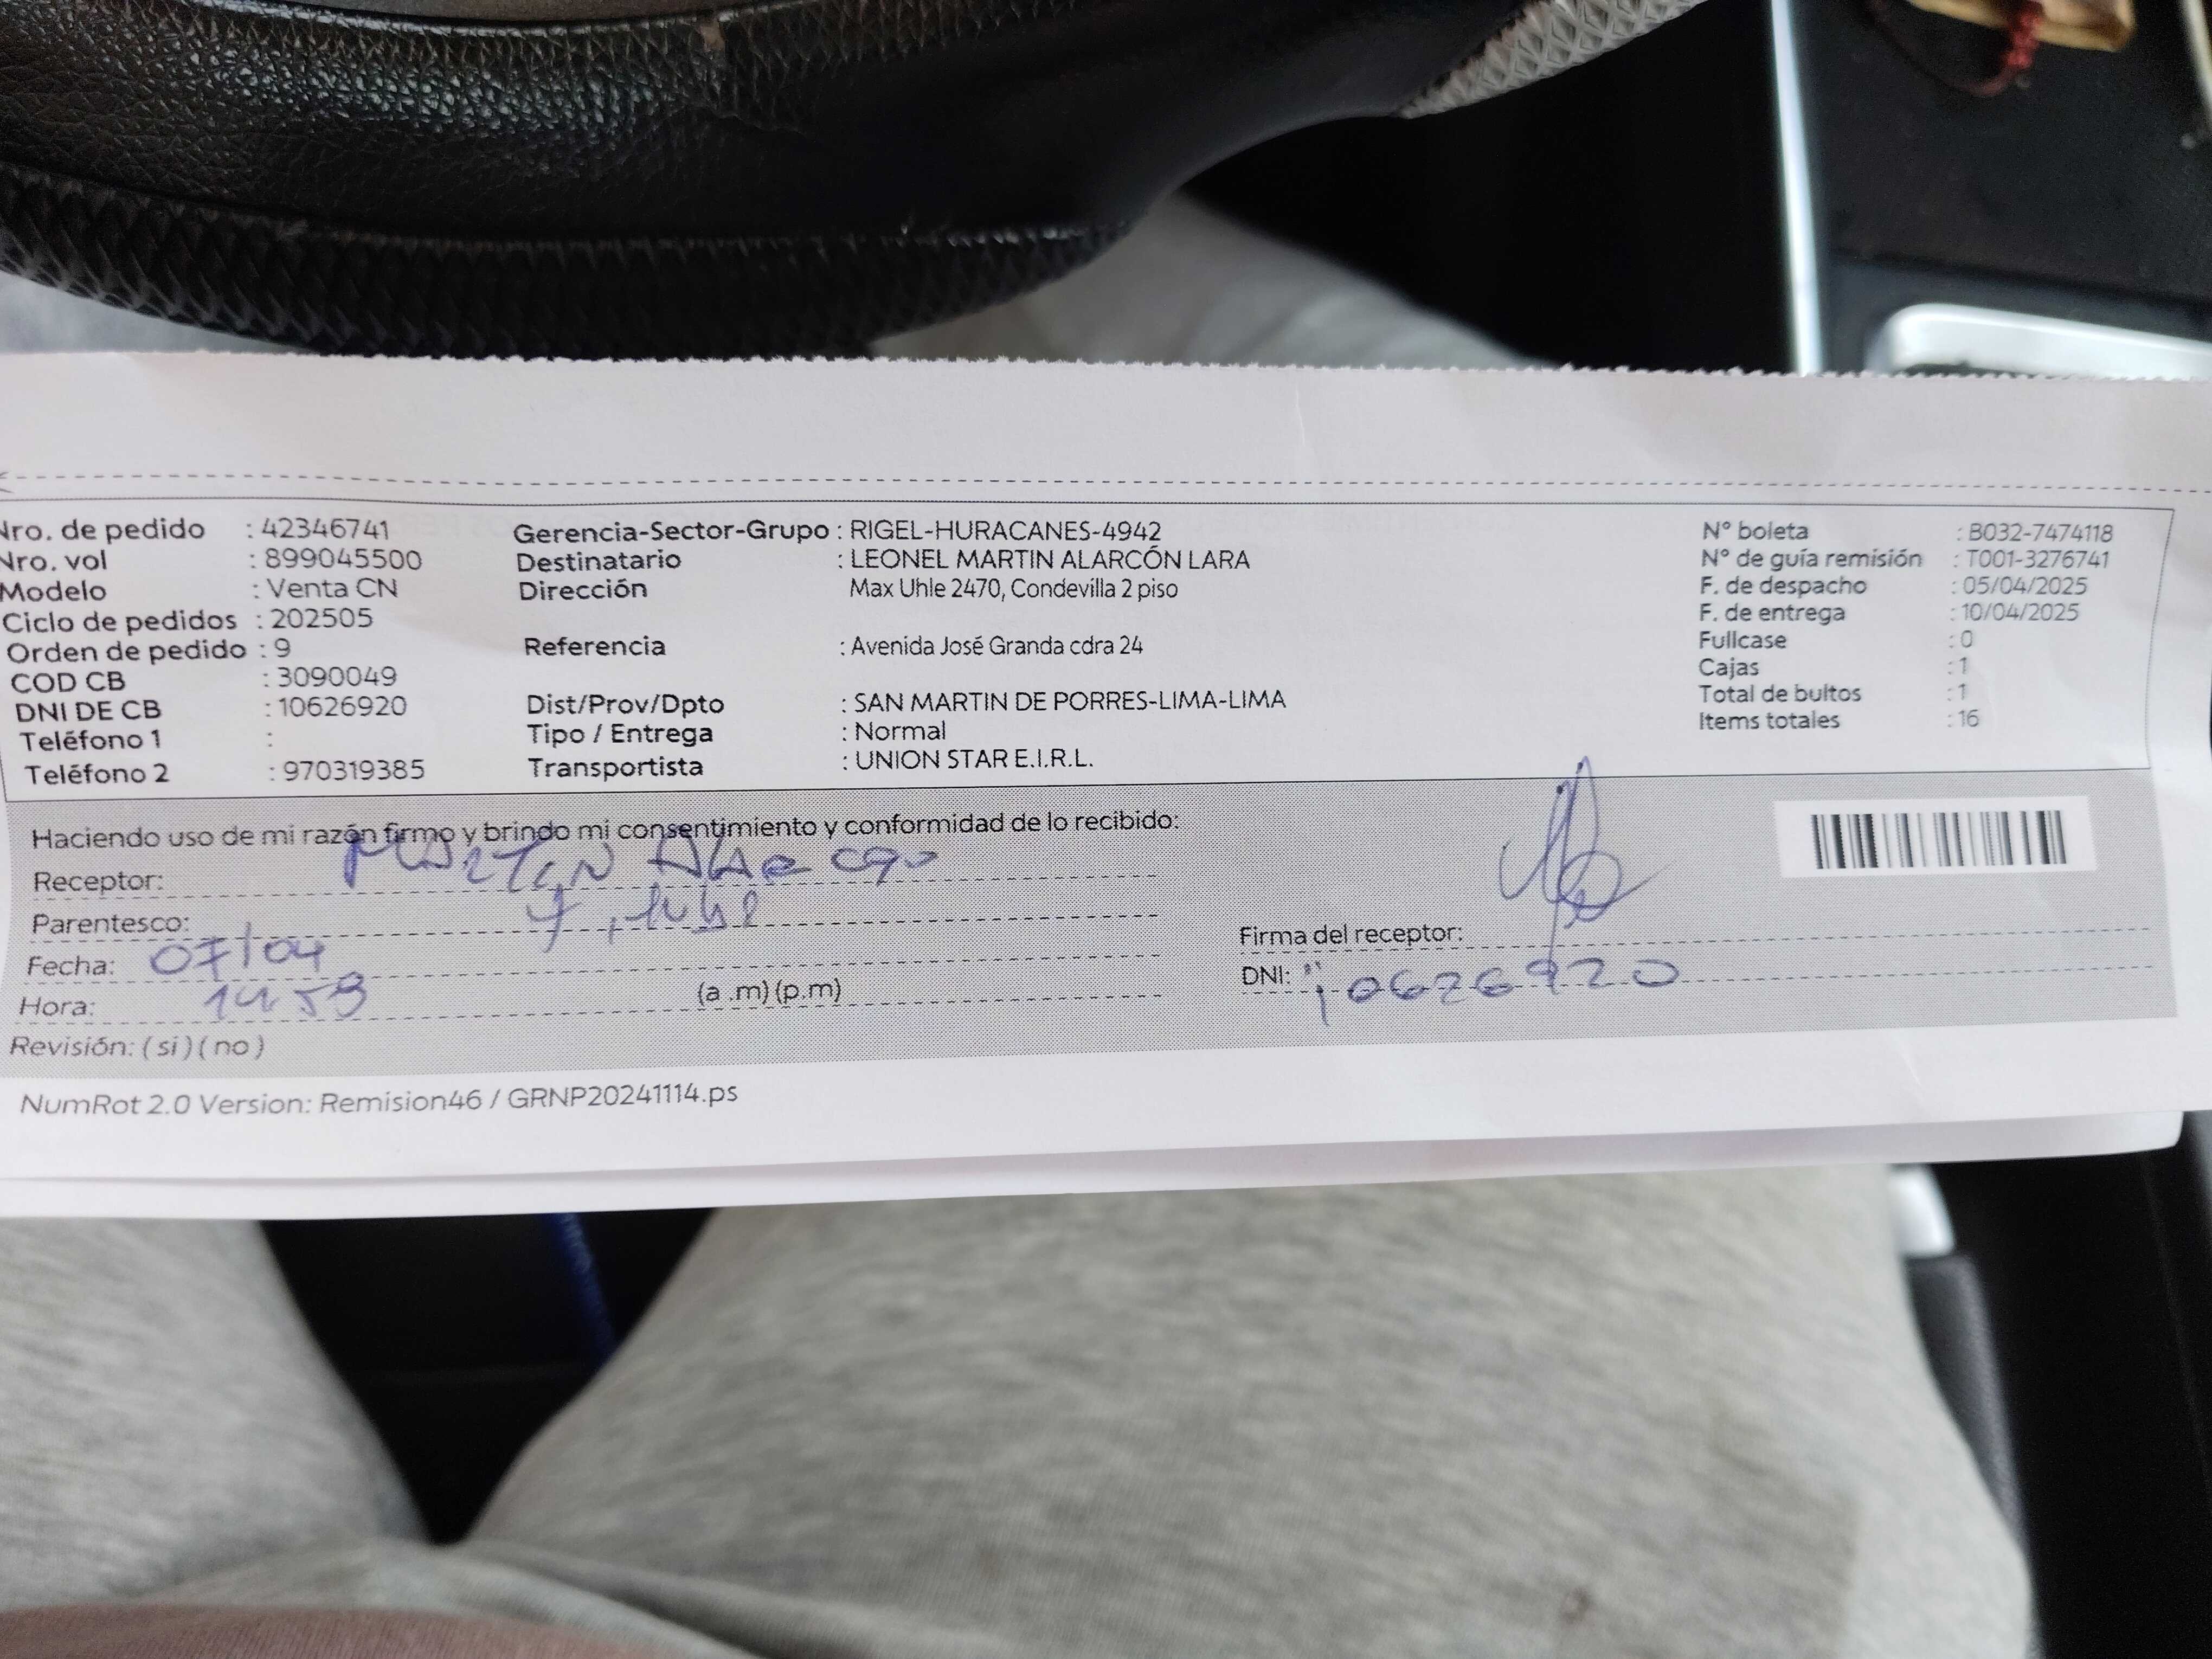 Nro. de pedido : 42346741
Nro. vol : 899045500
Modelo : Venta CN
Ciclo de pedidos : 202505
Orden de pedido : 9
COD CB : 3090049
DNI DE CB : 10626920
Teléfono 1 :
Teléfono 2 : 970319385
Gerencia-Sector-Grupo : RIGEL-HURACANES-4942
Destinatario : LEONEL MARTIN ALARCÓN LARA
Dirección Max Uhle 2470, Condevilla 2 piso
Referencia : Avenida José Granda cdra 24
Dist/Prov/Dpto : SAN MARTIN DE PORRES-LIMA-LIMA
Tipo / Entrega : Normal
Transportista : UNION STAR E.I.R.L.
N° boleta : B032-7474118
N° de guía remisión : T001-3276741
F. de despacho : 05/04/2025
F. de entrega : 10/04/2025
Fullcase : 0
Cajas : 1
Total de bultos : 1
Items totales : 16
Haciendo uso de mi razón firmo y brindo mi consentimiento y conformidad de lo recibido:
Receptor: MARTIN
Parentesco:
Fecha: 07/04
Hora: 14 59 (a .m) (p.m)
Revisión: ( si ) ( no )
Firma del receptor:
DNI: 10626920
NumRot 2.0 Version: Remision46 / GRNP20241114.ps